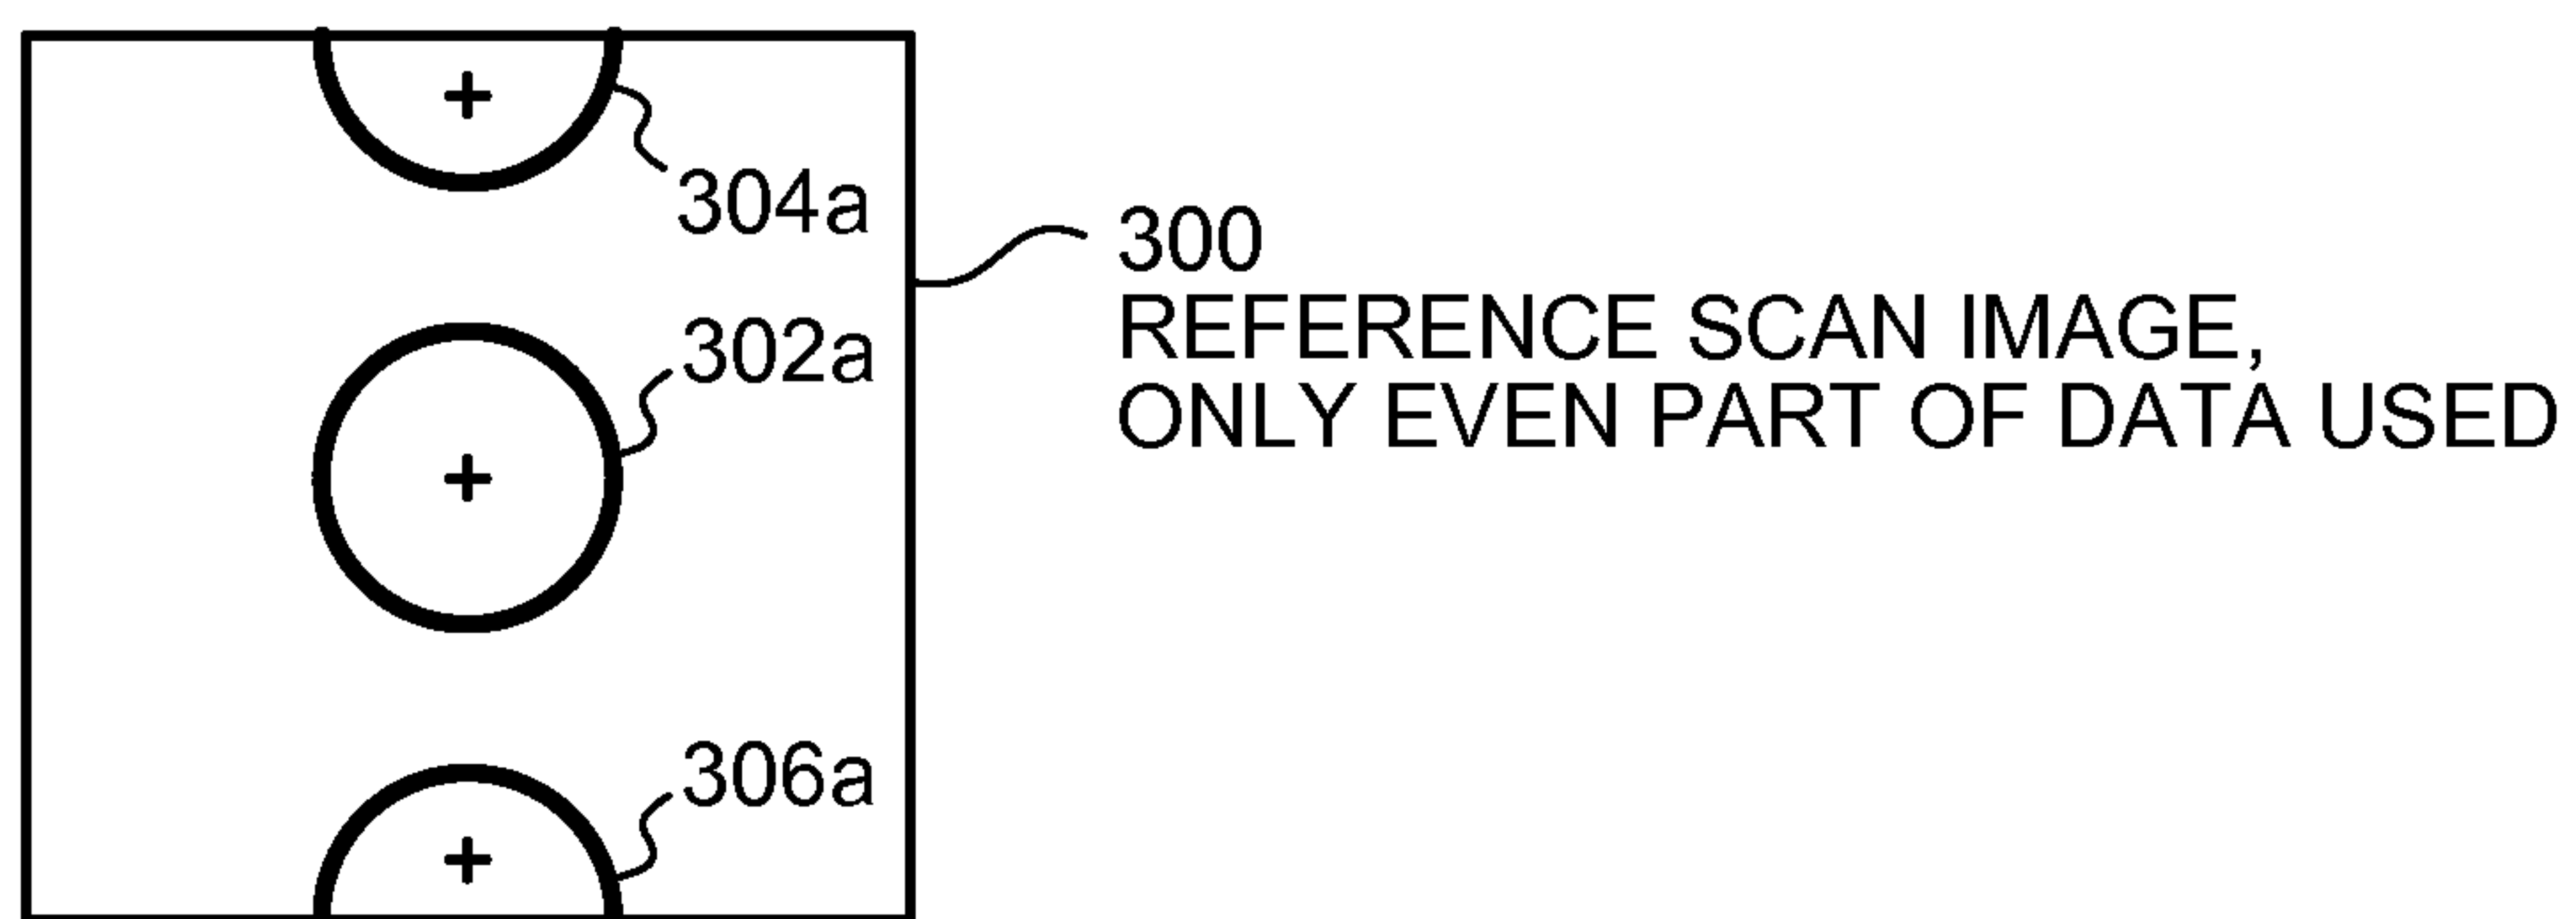 304a
300
REFERENCE SCAN IMAGE,
ONLY EVEN PART OF DATA USED
302a
306a